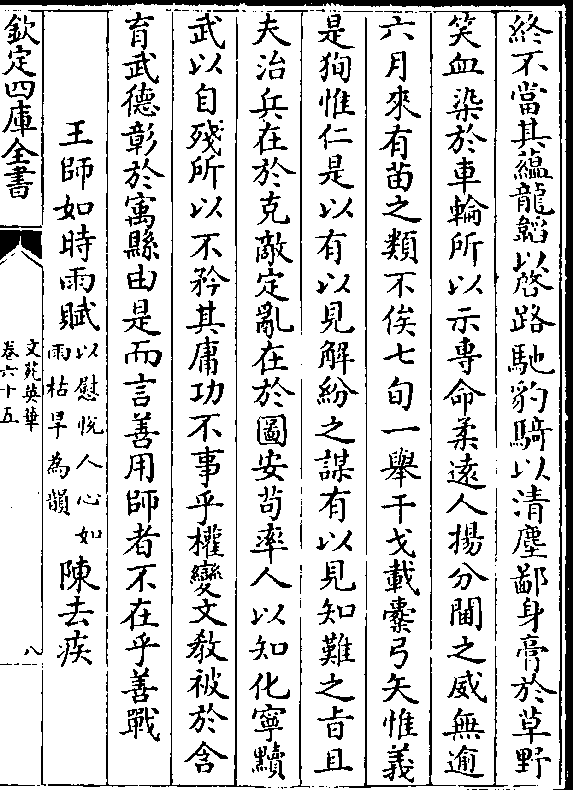 終不當其蘊龍韜以啓路馳豹騎以清塵鄙身膏於草野
笑血染於車輪所以示専命柔遠人揚分閫之威無逾
六月來有苗之類不俟七旬一舉干戈載櫜弓矢惟義
是狥惟仁是以有以見解紛之謀有以見知難之㫖且
夫治兵在於克敵定亂在於圖安苟率人以知化寧黷
武以自殘所以不矜其庸功不事乎權變文教被於含
育武德彰於寓縣由是而言善用師者不在乎善戰
王師如時雨賦以慰悦人心如雨枯旱為韻 陳去疾
欽定四庫全書
文苑英華
卷六十五
八